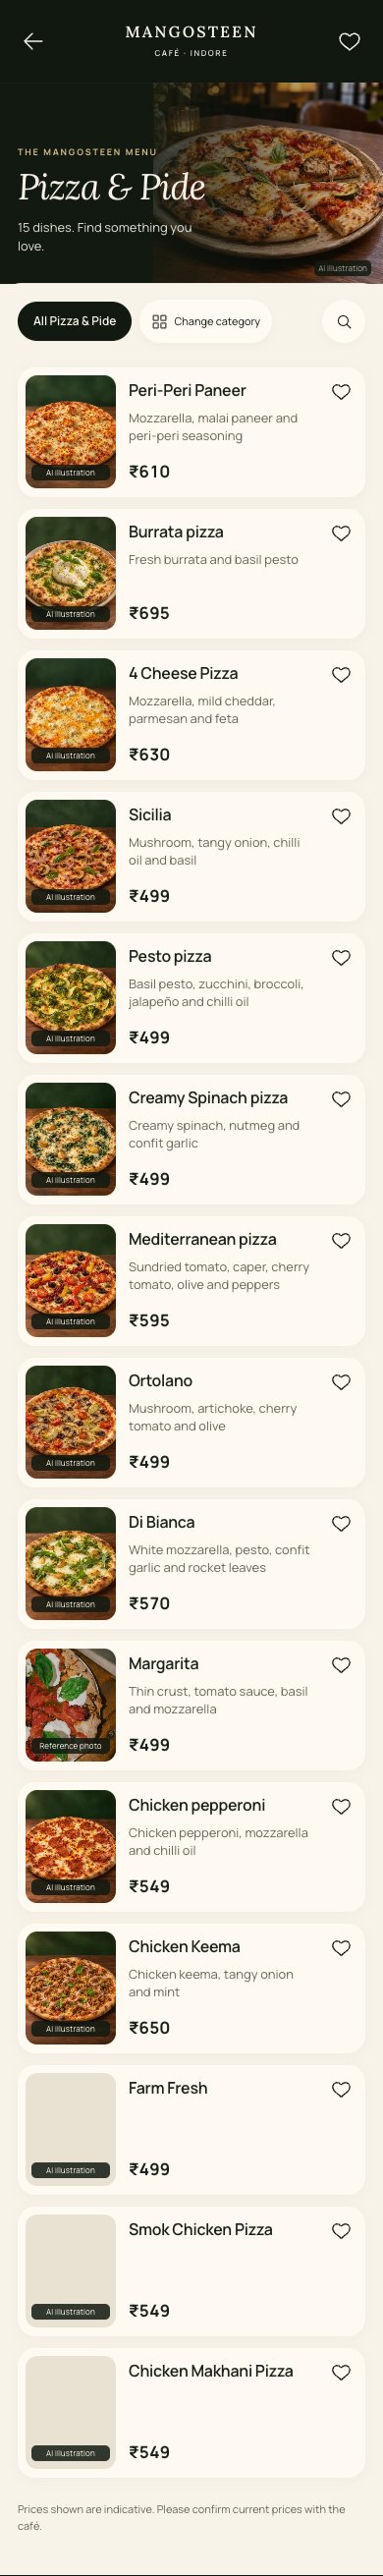 MANGOSTEEN
CAFÉ · INDORE
THE MANGOSTEEN MENU
Pizza & Pide
15 dishes. Find something you
love.
AI illustration
All Pizza & Pide
Change category
Peri-Peri Paneer
Mozzarella, malai paneer and
peri-peri seasoning
AI illustration
₹610
Burrata pizza
Fresh burrata and basil pesto
AI illustration
₹695
4 Cheese Pizza
Mozzarella, mild cheddar,
parmesan and feta
AI illustration
₹630
Sicilia
Mushroom, tangy onion, chilli
oil and basil
AI illustration
₹499
Pesto pizza
Basil pesto, zucchini, broccoli,
jalapeño and chilli oil
AI illustration
₹499
Creamy Spinach pizza
Creamy spinach, nutmeg and
confit garlic
AI illustration
₹499
Mediterranean pizza
Sundried tomato, caper, cherry
tomato, olive and peppers
AI illustration
₹595
Ortolano
Mushroom, artichoke, cherry
tomato and olive
AI illustration
₹499
Di Bianca
White mozzarella, pesto, confit
garlic and rocket leaves
AI illustration
₹570
Margarita
Thin crust, tomato sauce, basil
and mozzarella
Reference photo
₹499
Chicken pepperoni
Chicken pepperoni, mozzarella
and chilli oil
AI illustration
₹549
Chicken Keema
Chicken keema, tangy onion
and mint
AI illustration
₹650
Farm Fresh
AI illustration
₹499
Smok Chicken Pizza
AI illustration
₹549
Chicken Makhani Pizza
AI illustration
₹549
Prices shown are indicative. Please confirm current prices with the
café.